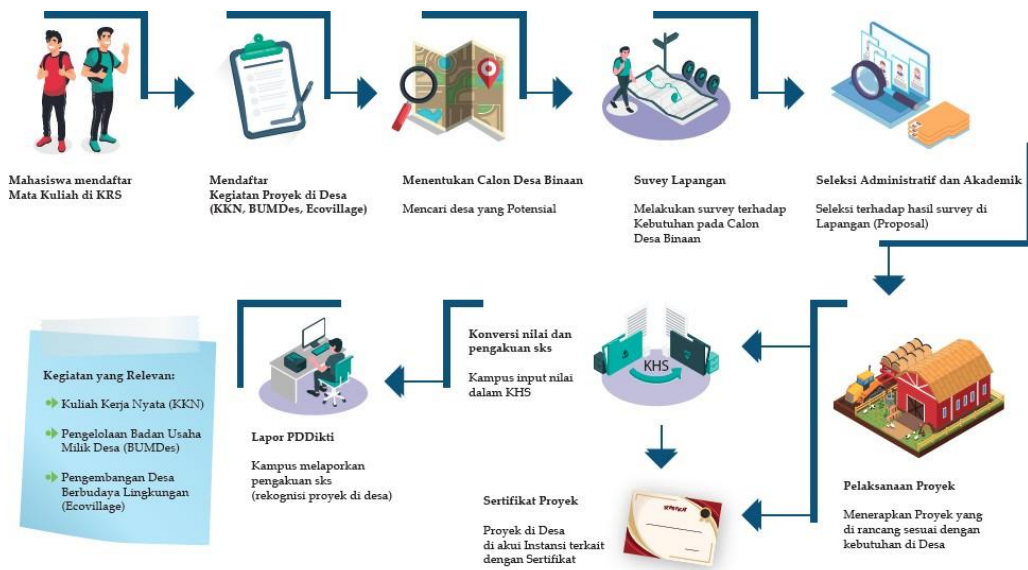 Mahasiswa mendaftar
Mata Kuliah di KRS
Mendaftar
Kegiatan Proyek di Desa
(KKN, BUMDes, Ecovillage)
Menentukan Calon Desa Binaan
Mencari desa yang Potensial
Suvey Lapangan
Melakukan survey terhadap
Kebutuhan pada Calon
Desa Binaan
Seleksi Administratif dan Akademik
Seleksi terhadap hasil survey di
Lapangan (Proposal)
Kegiatan yang Relevan:
Kuliah Kerja Nyata (KKN)
Pengelolaan Badan Usaha
Milik Desa (BUMDes)
Pengembangan Desa
Berbudaya Lingkungan
(Ecovillage)
Lapor PDDikti
Kampus melaporkan
pengakuan sks
(rekognisi proyek di desa)
Konversi nilai dan
pengakuan sks
Kampus input nilai
dalam KHS
KHS
Sertifikat Proyek
Proyek di Desa
di akui Instansi terkait
dengan Sertifikat
Pelaksanaan Proyek
Menerapkan Proyek yang
di rancang sesuai dengan
kebutuhan di Desa